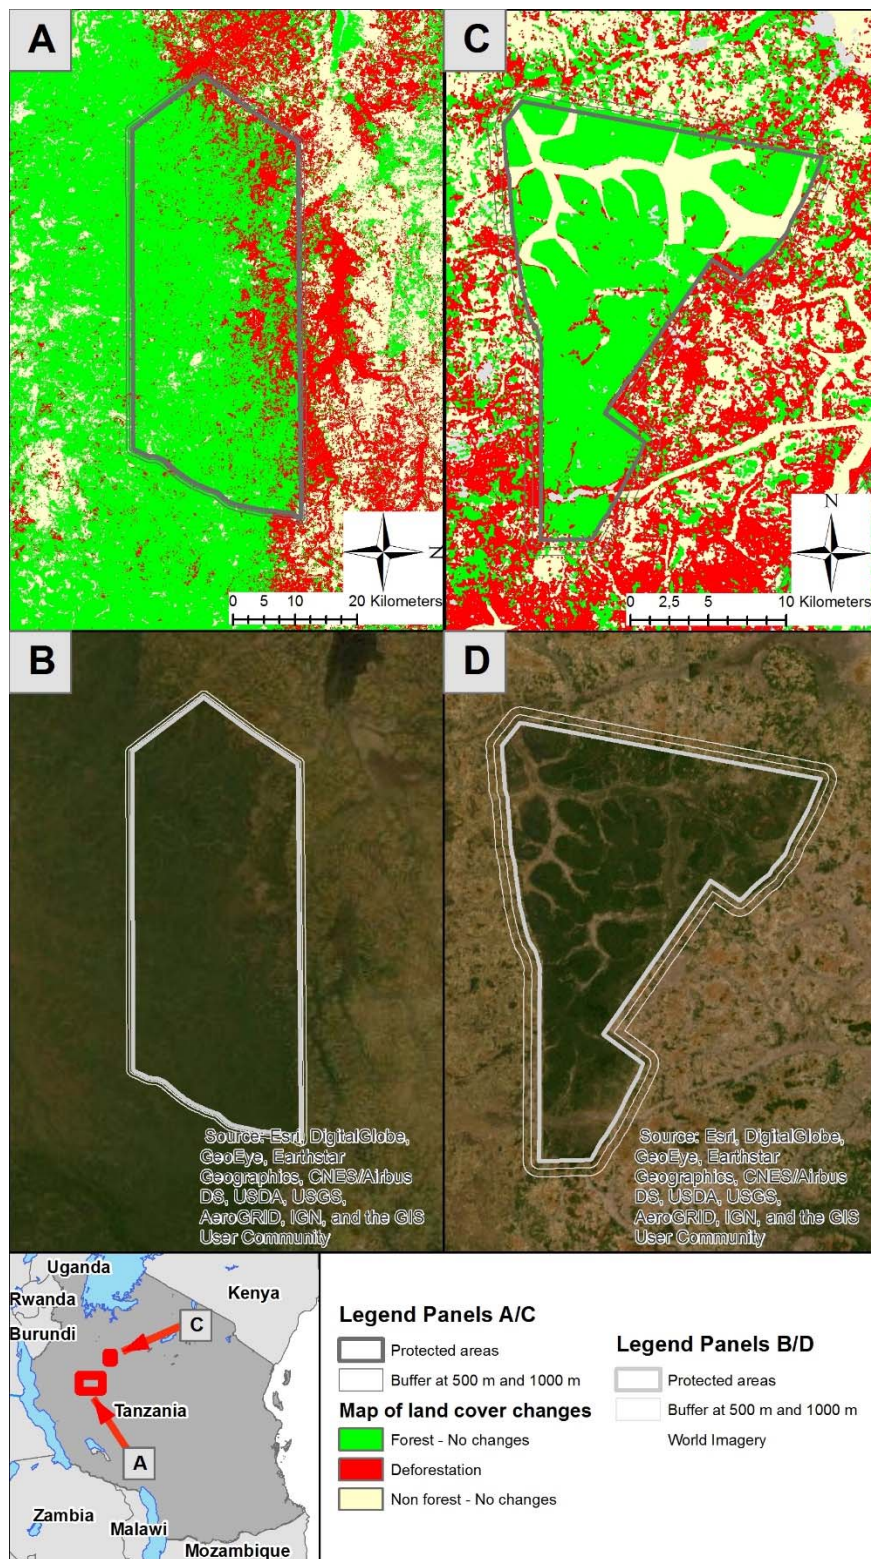 A
C
N
N
0 5 10 20 Kilometers
0 2,5 5 10 Kilometers
B
D
Source: Esri, DigitalGlobe,
GeoEye, Earthstar
Geographics, CNES/Airbus
DS, USDA, USGS,
AeroGRID, IGN, and the GIS
User Community
Source: Esri, DigitalGlobe,
GeoEye, Earthstar
Geographics, CNES/Airbus
DS, USDA, USGS,
AeroGRID, IGN, and the GIS
User Community
Uganda
Rwanda
Kenya
Burundi
C
Tanzania
A
Zambia
Malawi
Mozambique
Legend Panels A/C
Protected areas
Buffer at 500 m and 1000 m
Map of land cover changes
Forest - No changes
Deforestation
Non forest - No changes
Legend Panels B/D
Protected areas
Buffer at 500 m and 1000 m
World Imagery